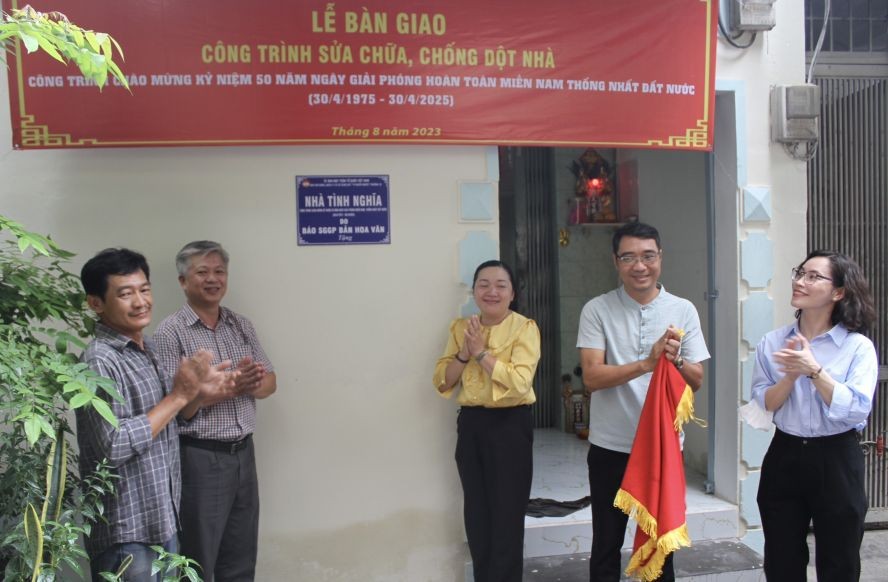 LỄ BÀN GIAO
CÔNG TRÌNH SỬA CHỮA, CHỐNG DỘT NHÀ
CÔNG TRÌNH CHÀO MỪNG KỶ NIỆM 50 NĂM NGÀY GIẢI PHÓNG HOÀN TOÀN MIỀN NAM THỐNG NHẤT ĐẤT NƯỚC
(30/4/1975 - 30/4/2025)
Tháng 8 năm 2023
NHÀ TÌNH NGHĨA
DO
BÁO SGGP BẢN HOA VĂN
Tặng